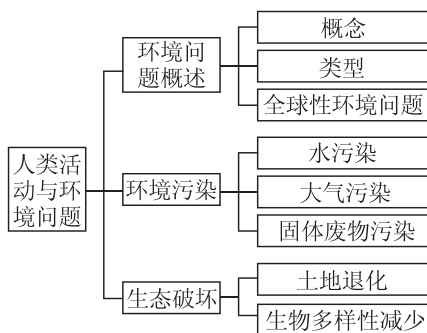 人类活
动与环
境问题
环境问
题概述
概念
类型
全球性环境问题
环境污染
水污染
大气污染
固体废物污染
生态破坏
土地退化
生物多样性减少